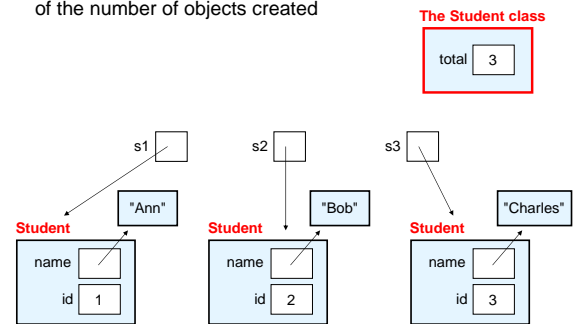 of the number of objects created
The Student class
total 3
s1 s2 s3
"Ann" "Bob" "Charles"
Student Student Student
name name name
id 1 id 2 id 3